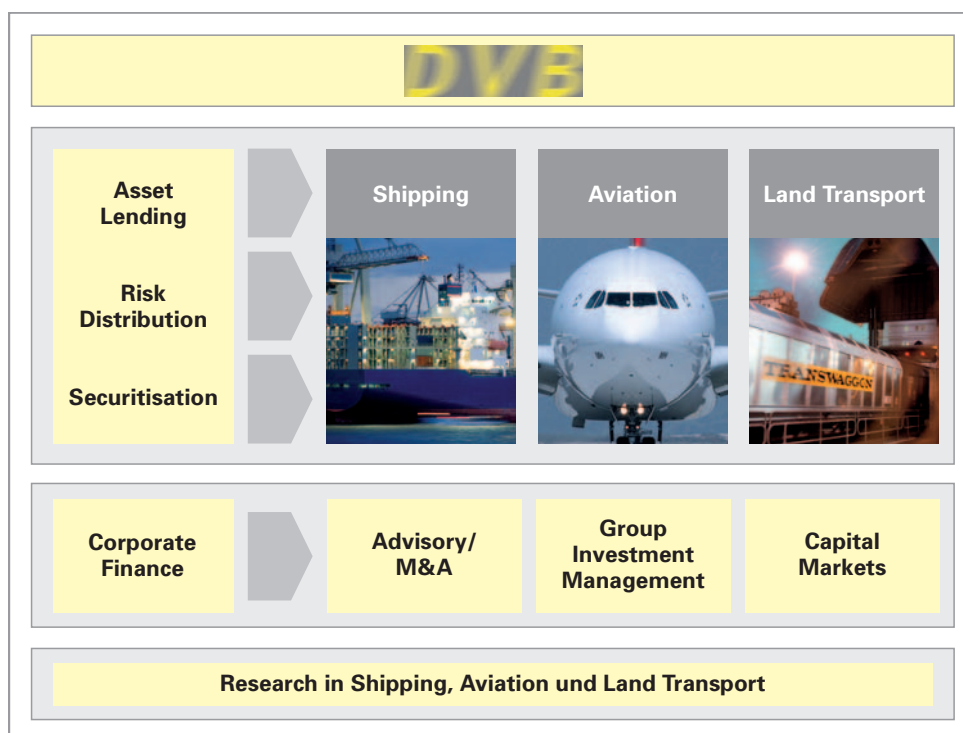 DVB
Asset
Lending
Risk
Distribution
Securitisation
Shipping
Aviation
Land Transport
TRANSWAGGON
Corporate
Finance
Advisory/
M&A
Group
Investment
Management
Capital
Markets
Research in Shipping, Aviation und Land Transport